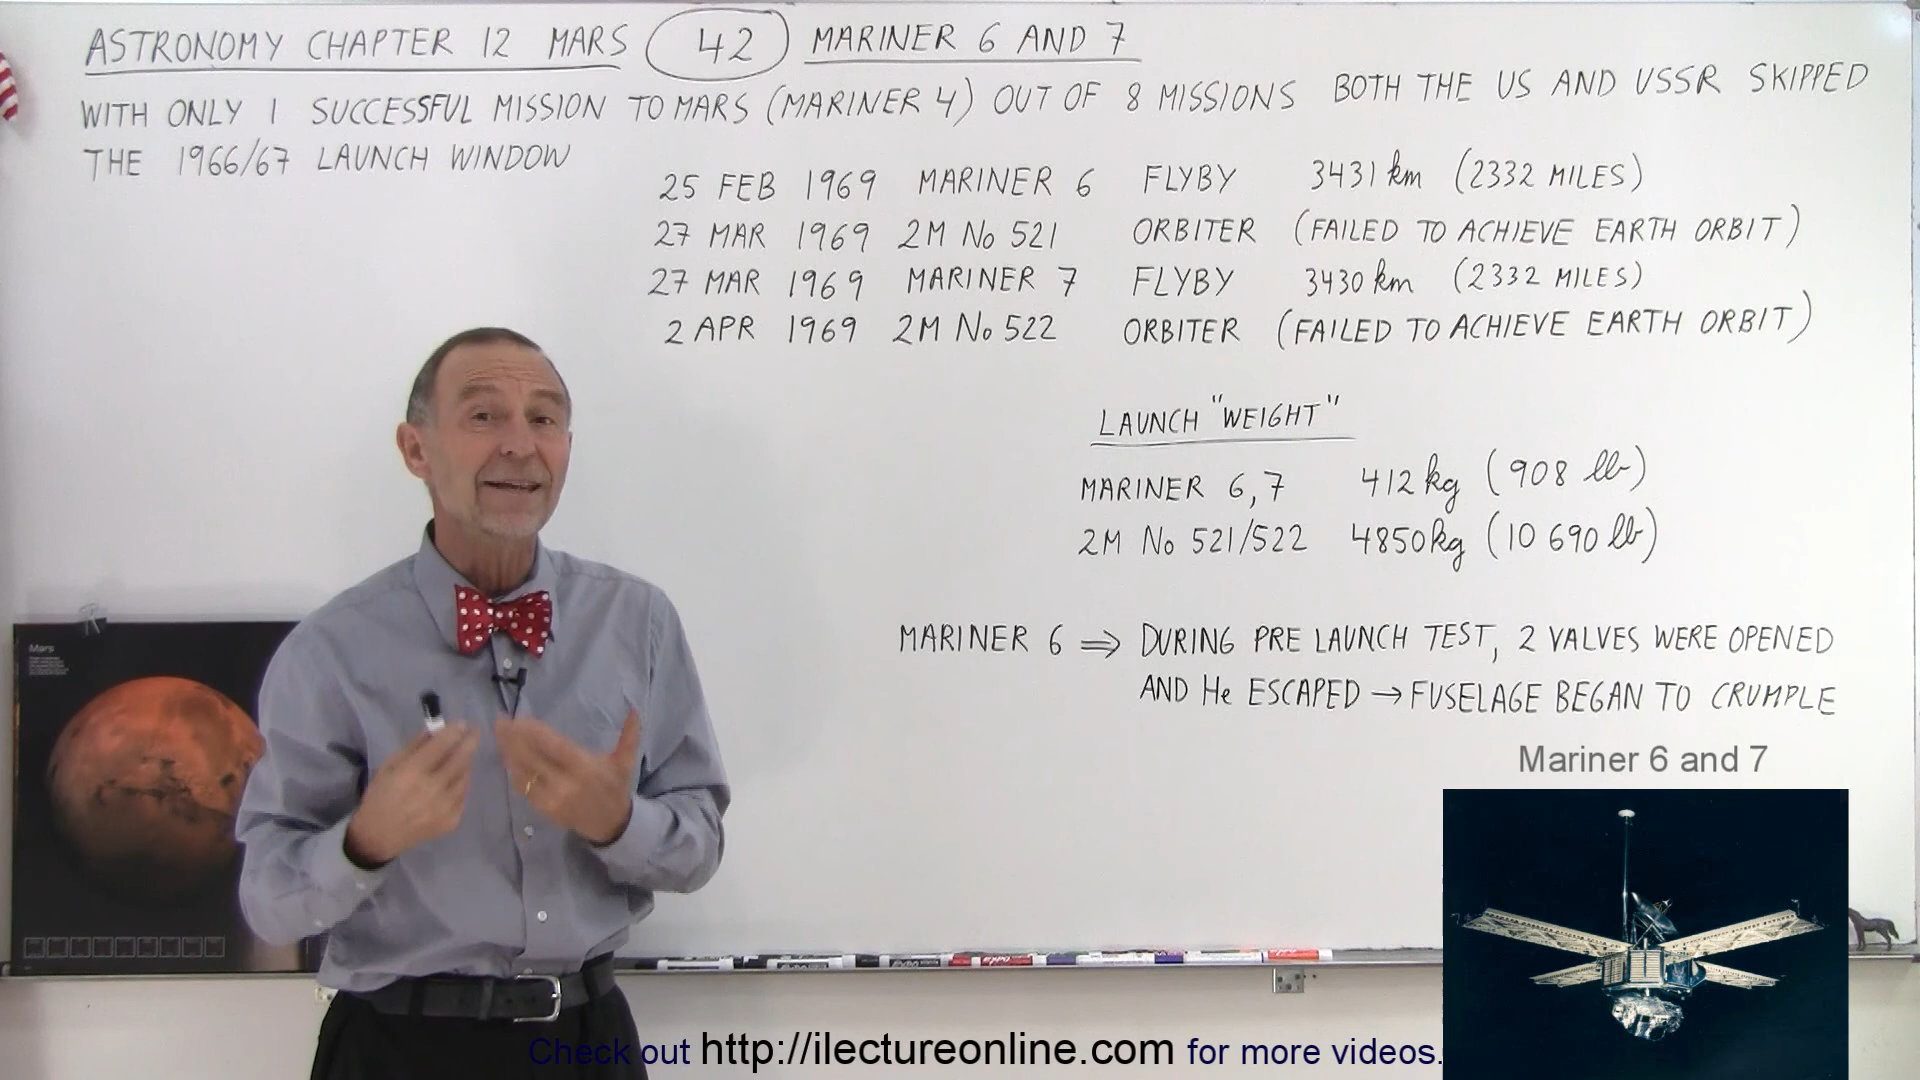 ASTRONOMY CHAPTER 12 MARS 42 MARINER 6 AND 7
WITH ONLY 1 SUCCESSFUL MISSION TO MARS (MARINER 4) OUT OF 8 MISSIONS BOTH THE US AND USSR SKIPPED
THE 1966/67 LAUNCH WINDOW
25 FEB 1969 MARINER 6 FLYBY 3431 km (2332 MILES)
27 MAR 1969 2M No 521 ORBITER (FAILED TO ACHIEVE EARTH ORBIT)
27 MAR 1969 MARINER 7 FLYBY 3430 km (2332 MILES)
2 APR 1969 2M No 522 ORBITER (FAILED TO ACHIEVE EARTH ORBIT)
LAUNCH "WEIGHT"
MARINER 6,7 412 kg (908 lb)
2M No 521/522 4850 kg (10 690 lb)
MARINER 6 ⇒ DURING PRE LAUNCH TEST, 2 VALVES WERE OPENED
AND He ESCAPED → FUSELAGE BEGAN TO CRUMPLE
Mars
Mariner 6 and 7
Check out http://ilectureonline.com for more videos.